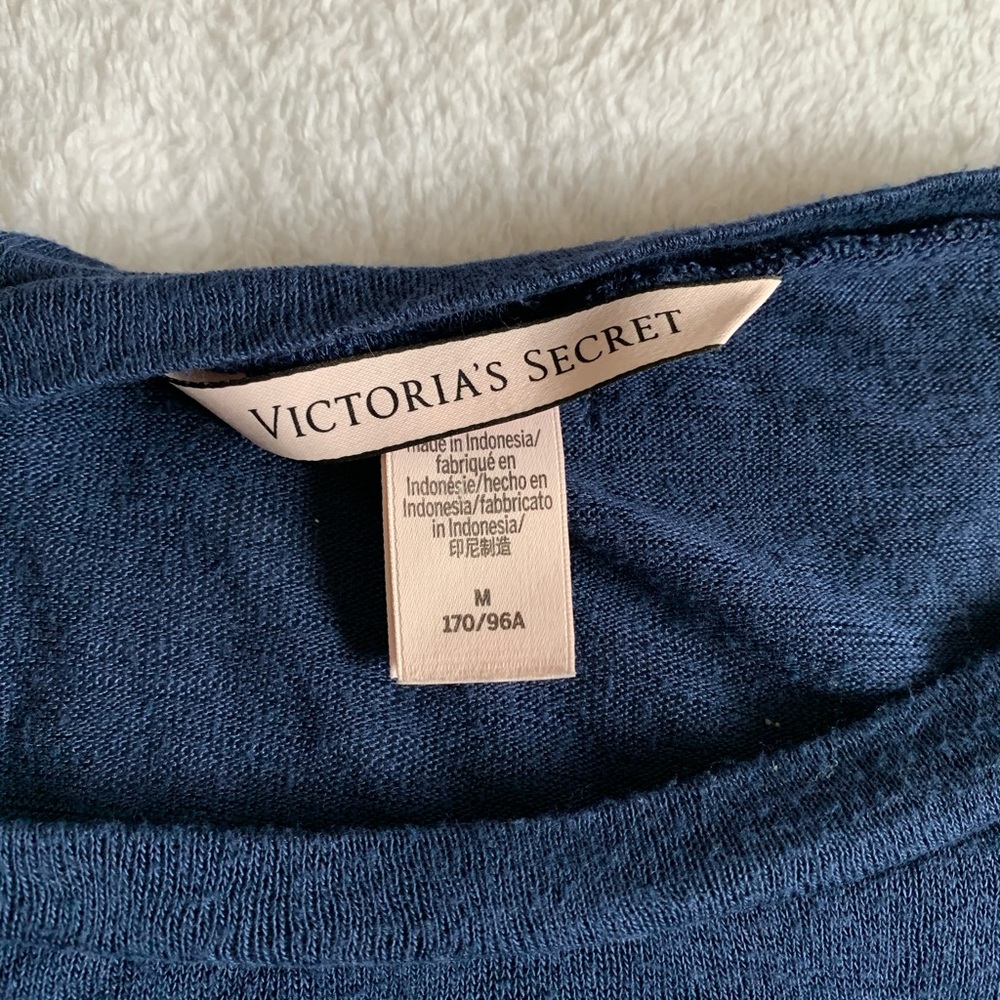 VICTORIA'S SECRET
made in Indonesia/
fabriqué en
Indonésie/hecho en
Indonesia/fabbricato
in Indonesia/
印尼制造
M
170/96A